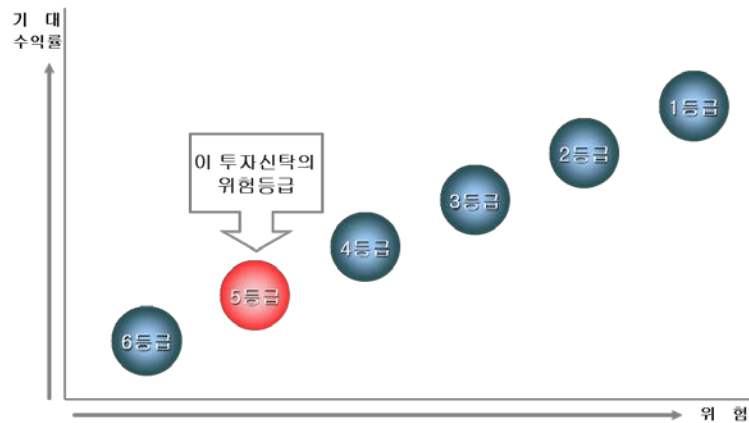 기 대
수익률
1등급
2등급
이 투자신탁의
위험등급
3등급
4등급
5등급
6등급
위 험